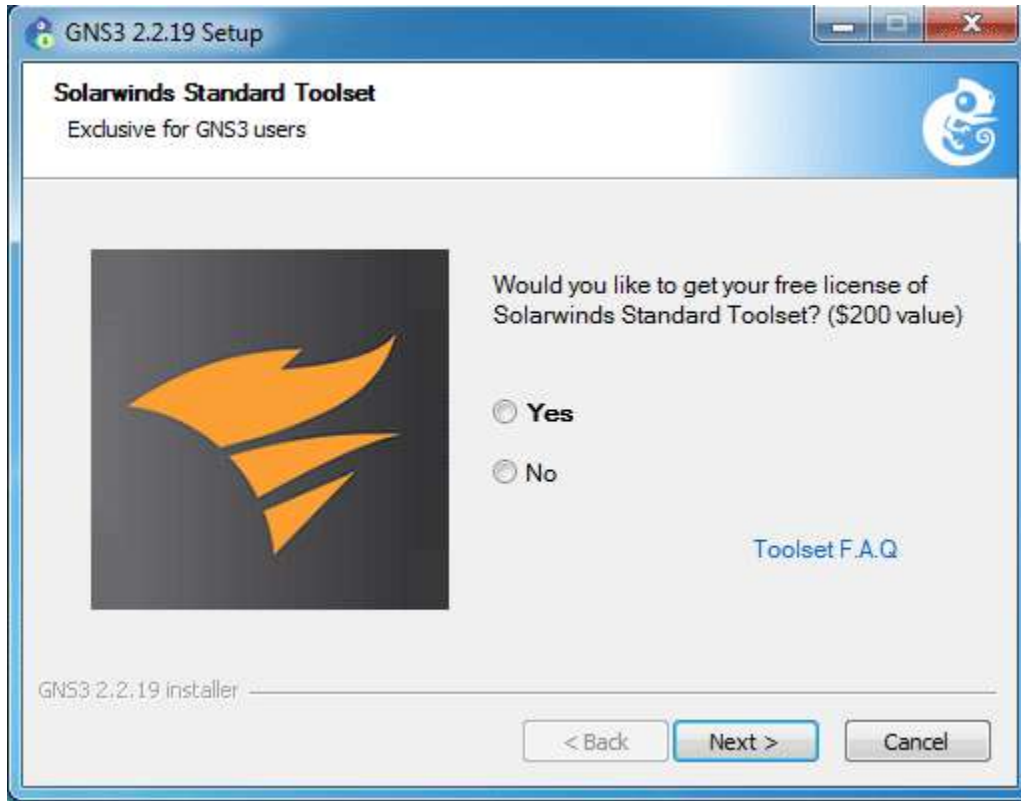 GNS3 2.2.19 Setup
Solarwinds Standard Toolset
Exclusive for GNS3 users
Would you like to get your free license of
Solarwinds Standard Toolset? ($200 value)
Yes
No
Toolset F.A.Q
GNS3 2.2.19 installer
< Back Next > Cancel